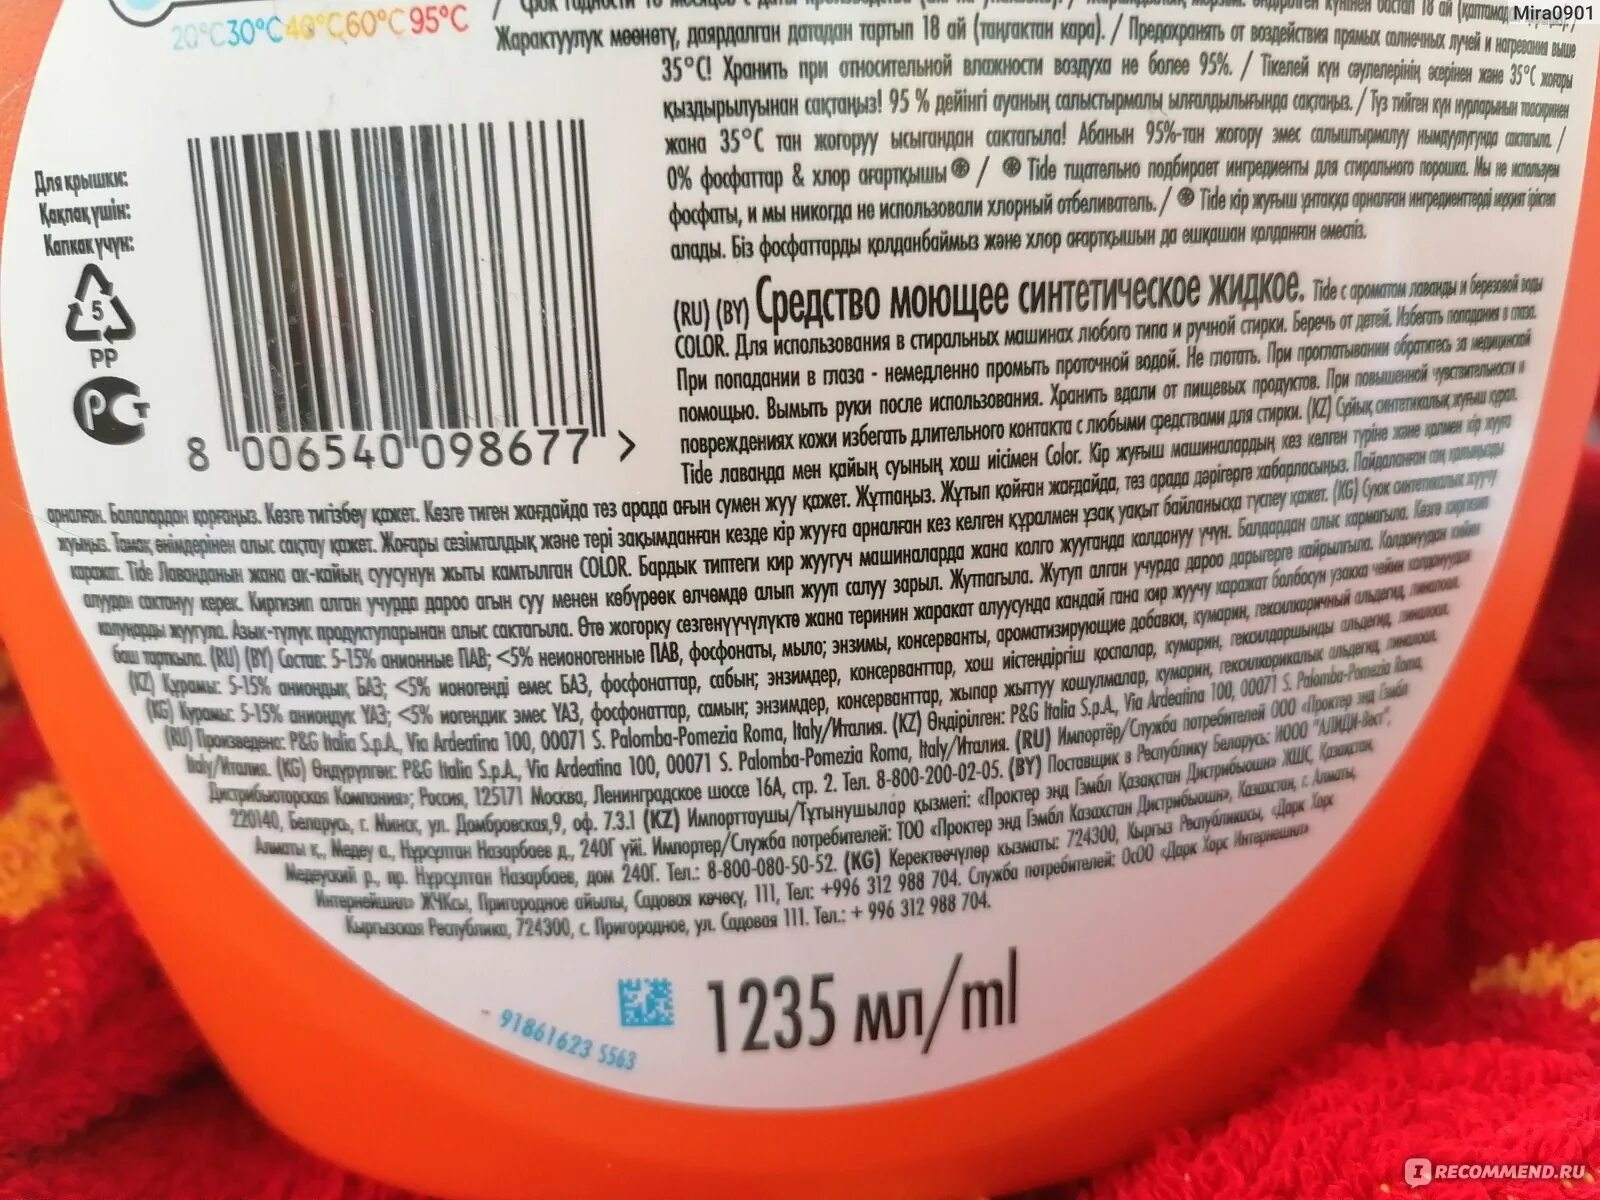 Mira0901
20°C 30°C 40°C 60°C 95°C
Жарактуулук мөөнөтү, даярдалган датадан тартып 18 ай (таңгактан кара). / Предохранять от воздействия прямых солнечных лучей и нагревания выше
35°C! Хранить при относительной влажности воздуха не более 95%. / Тікелей күн сәулелерінің әсерінен және 35°C жоғары
қыздырылуынан сақтаңыз! 95 % дейінгі ауаның салыстырмалы ылғалдылығында сақтаңыз. / Түз тийген күн нурларынын таасиринен
жана 35°C тан жогоруу ысыгандан сактагыла! Абанын 95%-тан жогору эмес салыштырмалуу нымдуулугунда сактагыла. /
0% фосфаттар & хлор ағартқышы / Tide тщательно подбирает ингредиенты для стирального порошка. Мы не используем
фосфаты, и мы никогда не использовали хлорный отбеливатель. / Tide кір жуғыш ұнтаққа арналған ингредиенттерді мұқият іріктеп
алады. Біз фосфаттарды қолданбаймыз және хлор ағартқышын да ешқашан қолданған емеспіз.
Для крышки:
Қақпақ үшін:
Капкак үчүн:
5
PP
РСТ
8 006540 098677 >
(RU) (BY) Средство моющее синтетическое жидкое. Tide с ароматом лаванды и березовой воды
COLOR. Для использования в стиральных машинах любого типа и ручной стирки. Беречь от детей. Избегать попадания в глаза.
При попадании в глаза - немедленно промыть проточной водой. Не глотать. При проглатывании обратитесь за медицинской
помощью. Вымыть руки после использования. Хранить вдали от пищевых продуктов. При повышенной чувствительности и
повреждениях кожи избегать длительного контакта с любыми средствами для стирки. (KZ) Сұйық синтетикалық жуғыш құрал.
Tide лаванда мен қайың суының хош иісімен Color. Кір жуғыш машиналардың кез келген түріне және қолмен кір жууға
арналған. Балалардан қорғаңыз. Көзге тигізбеу қажет. Көзге тиген жағдайда тез арада ағын сумен жуу қажет. Жұтпаңыз. Жұтып қойған жағдайда, тез арада дәрігерге хабарласыңыз. Пайдаланған соң қолыңызды
жуыңыз. Тамақ өнімдерінен алыс сақтау қажет. Жоғары сезімталдық және тері зақымданған кезде кір жууға арналған кез келген құралмен ұзақ уақыт байланысқа түспеу қажет. (KG) Суюк синтетикалык жуучу
каражат. Tide Лаванданын жана ак-кайың суусунун жыты камтылган COLOR. Бардык типтеги кир жуугуч машиналарда жана колго жууганда колдонуу үчүн. Балдардан алыс кармагыла. Көзгө киргизип
алуудан сактануу керек. Киргизип алган учурда дароо агын суу менен көбүрөөк өлчөмдө алып жууп салуу зарыл. Жутпагыла. Жутуп алган учурда дароо дарыгерге кайрылгыла. Колдонуудан кийин
колуңарды жуугула. Азык-түлүк продуктуларынан алыс сактагыла. Өтө жогорку сезгенүүчүлүктө жана теринин жаракат алуусунда кандай гана кир жуучу каражат болбосун узакка чейин колдонуудан
баш тарткыла. (RU) (BY) Состав: 5-15% анионные ПАВ; <5% неионогенные ПАВ, фосфонаты, мыло; энзимы, консерванты, ароматизирующие добавки, кумарин, гексилкоричный альдегид, линалоол.
(KZ) Құрамы: 5-15% аниондық БАЗ; <5% ионогенді емес БАЗ, фосфонаттар, сабын; энзимдер, консерванттар, хош иістендіргіш қоспалар, кумарин, гексилдаршынды альдегид, линалоол.
(KG) Курамы: 5-15% аниондук ҮАЗ; <5% иогендик эмес ҮАЗ, фосфонаттар, самын; энзимдер, консерванттар, жыпар жыттуу кошулмалар, кумарин, гексилкорикалык альдегид, линалоол.
(RU) Произведено: P&G Italia S.p.A., Via Ardeatina 100, 00071 S. Palomba-Pomezia Roma, Italy/Италия. (KZ) Өндірілген: P&G Italia S.p.A., Via Ardeatina 100, 00071 S. Palomba-Pomezia Roma,
Italy/Италия. (KG) Өндүрүлгөн: P&G Italia S.p.A., Via Ardeatina 100, 00071 S. Palomba-Pomezia Roma, Italy/Италия. (RU) Импортёр/Служба потребителей ООО «Проктер энд Гэмбл
Дистрибьюторская Компания»; Россия, 125171 Москва, Ленинградское шоссе 16А, стр. 2. Тел. 8-800-200-02-05. (BY) Поставщик в Республику Беларусь: ИООО "АЛИДИ-Вест",
220140, Беларусь, г. Минск, ул. Домбровская,9, оф. 7.3.1 (KZ) Импорттаушы/Тұтынушылар қызметі: «Проктер энд Гэмбл Қазақстан Дистрибьюшн» ЖШС, Қазақстан,
Алматы қ., Медеу а., Нұрсұлтан Назарбаев д., 240Г үйі. Импортер/Служба потребителей: ТОО «Проктер энд Гэмбл Казахстан Дистрибьюшн», Казахстан, г. Алматы,
Медеуский р., пр. Нұрсұлтан Назарбаев, дом 240Г. Тел.: 8-800-080-50-52. (KG) Керектөөчүлөр кызматы: 724300, Кыргыз Республикасы, «Дарк Хорс
Интернейшнл» ЖЧКсы, Пригородное айылы, Садовая көчөсү, 111, Тел: +996 312 988 704. Служба потребителей: ОсОО «Дарк Хорс Интернешнл»
Кыргызская Республика, 724300, с. Пригородное, ул. Садовая 111. Тел.: + 996 312 988 704.
91861623 S563
1235 мл/ml
IRECOMMEND.RU